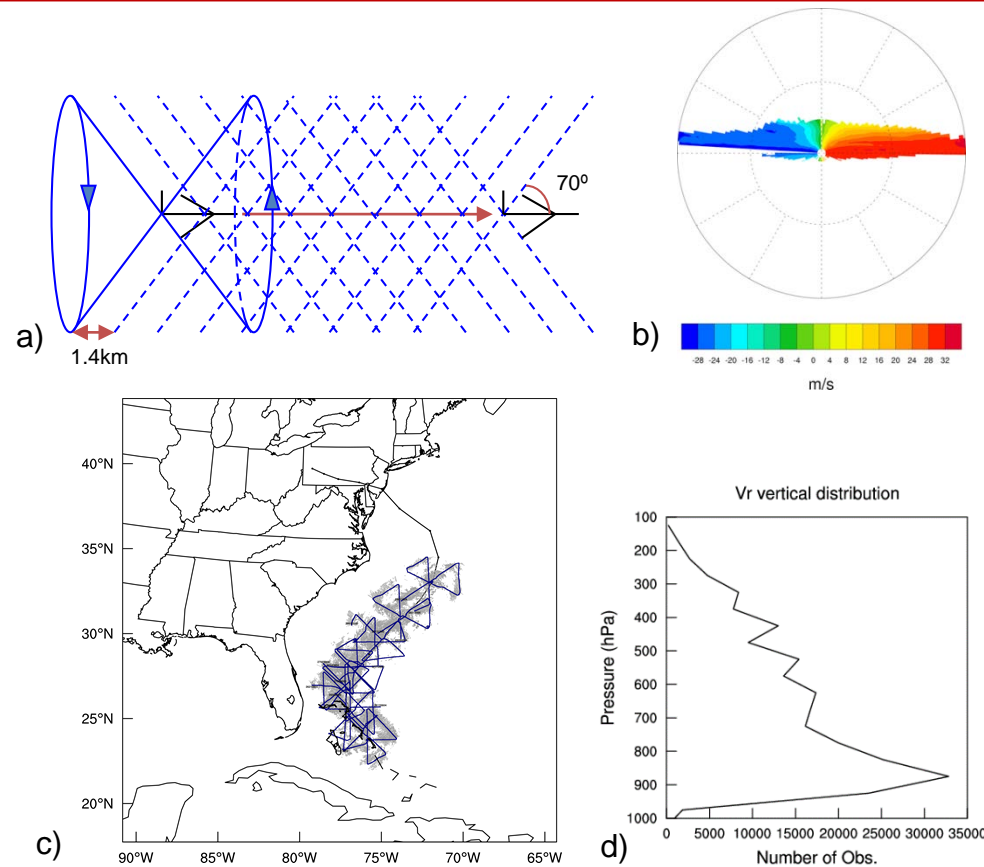 70º
a)
1.4km
b)
-28 -24 -20 -16 -12 -8 -4 0 4 8 12 16 20 24 28 32
m/s
40°N
35°N
30°N
25°N
20°N
c)
90°W 85°W 80°W 75°W 70°W 65°W
Vr vertical distribution
Pressure (hPa)
100
200
300
400
500
600
700
800
900
1000
0 5000 10000 15000 20000 25000 30000 35000
d)
Number of Obs.